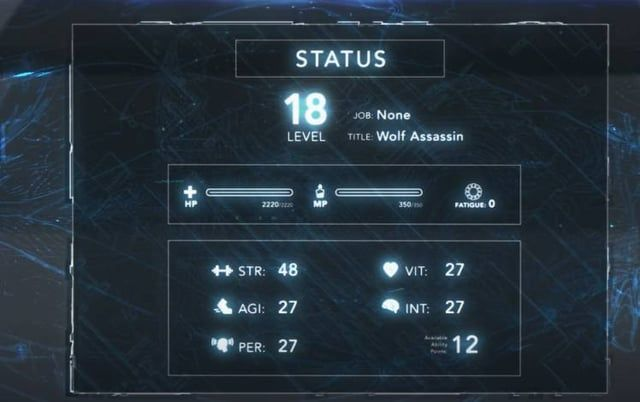 STATUS
18
LEVEL
JOB: None
TITLE: Wolf Assassin
HP
2220/2220
MP
350/350
FATIGUE: 0
STR: 48
VIT: 27
AGI: 27
INT: 27
PER: 27
Available
Ability
Points:
12